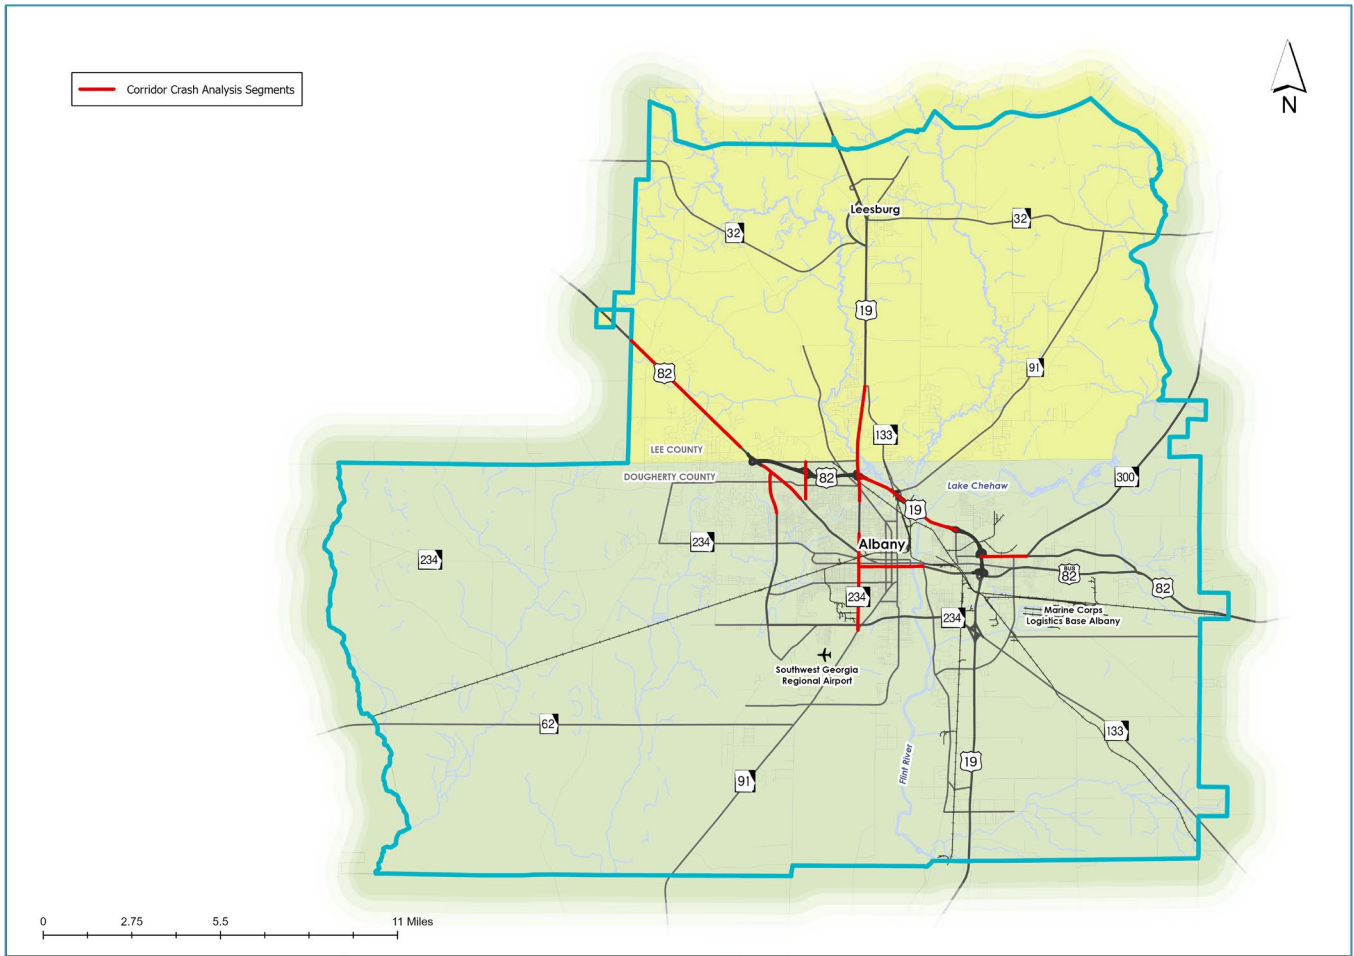 Corridor Crash Analysis Segments
N
Leesburg
32
32
19
82
91
133
LEE COUNTY
DOUGHERTY COUNTY
82
300
Lake Chehaw
19
234
234
Albany
BUS
82
82
234
234
Marine Corps
Logistics Base Albany
Southwest Georgia
Regional Airport
62
133
19
Flint River
91
0 2.75 5.5 11 Miles